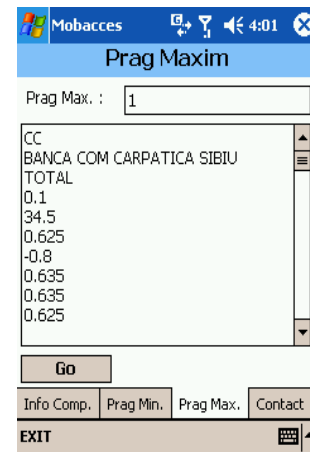 Mobacces 4:01
Prag Maxim
Prag Max. : 1
CC
BANCA COM CARPATICA SIBIU
TOTAL
0.1
34.5
0.625
-0.8
0.635
0.635
0.625
Go
Info Comp. Prag Min. Prag Max. Contact
EXIT